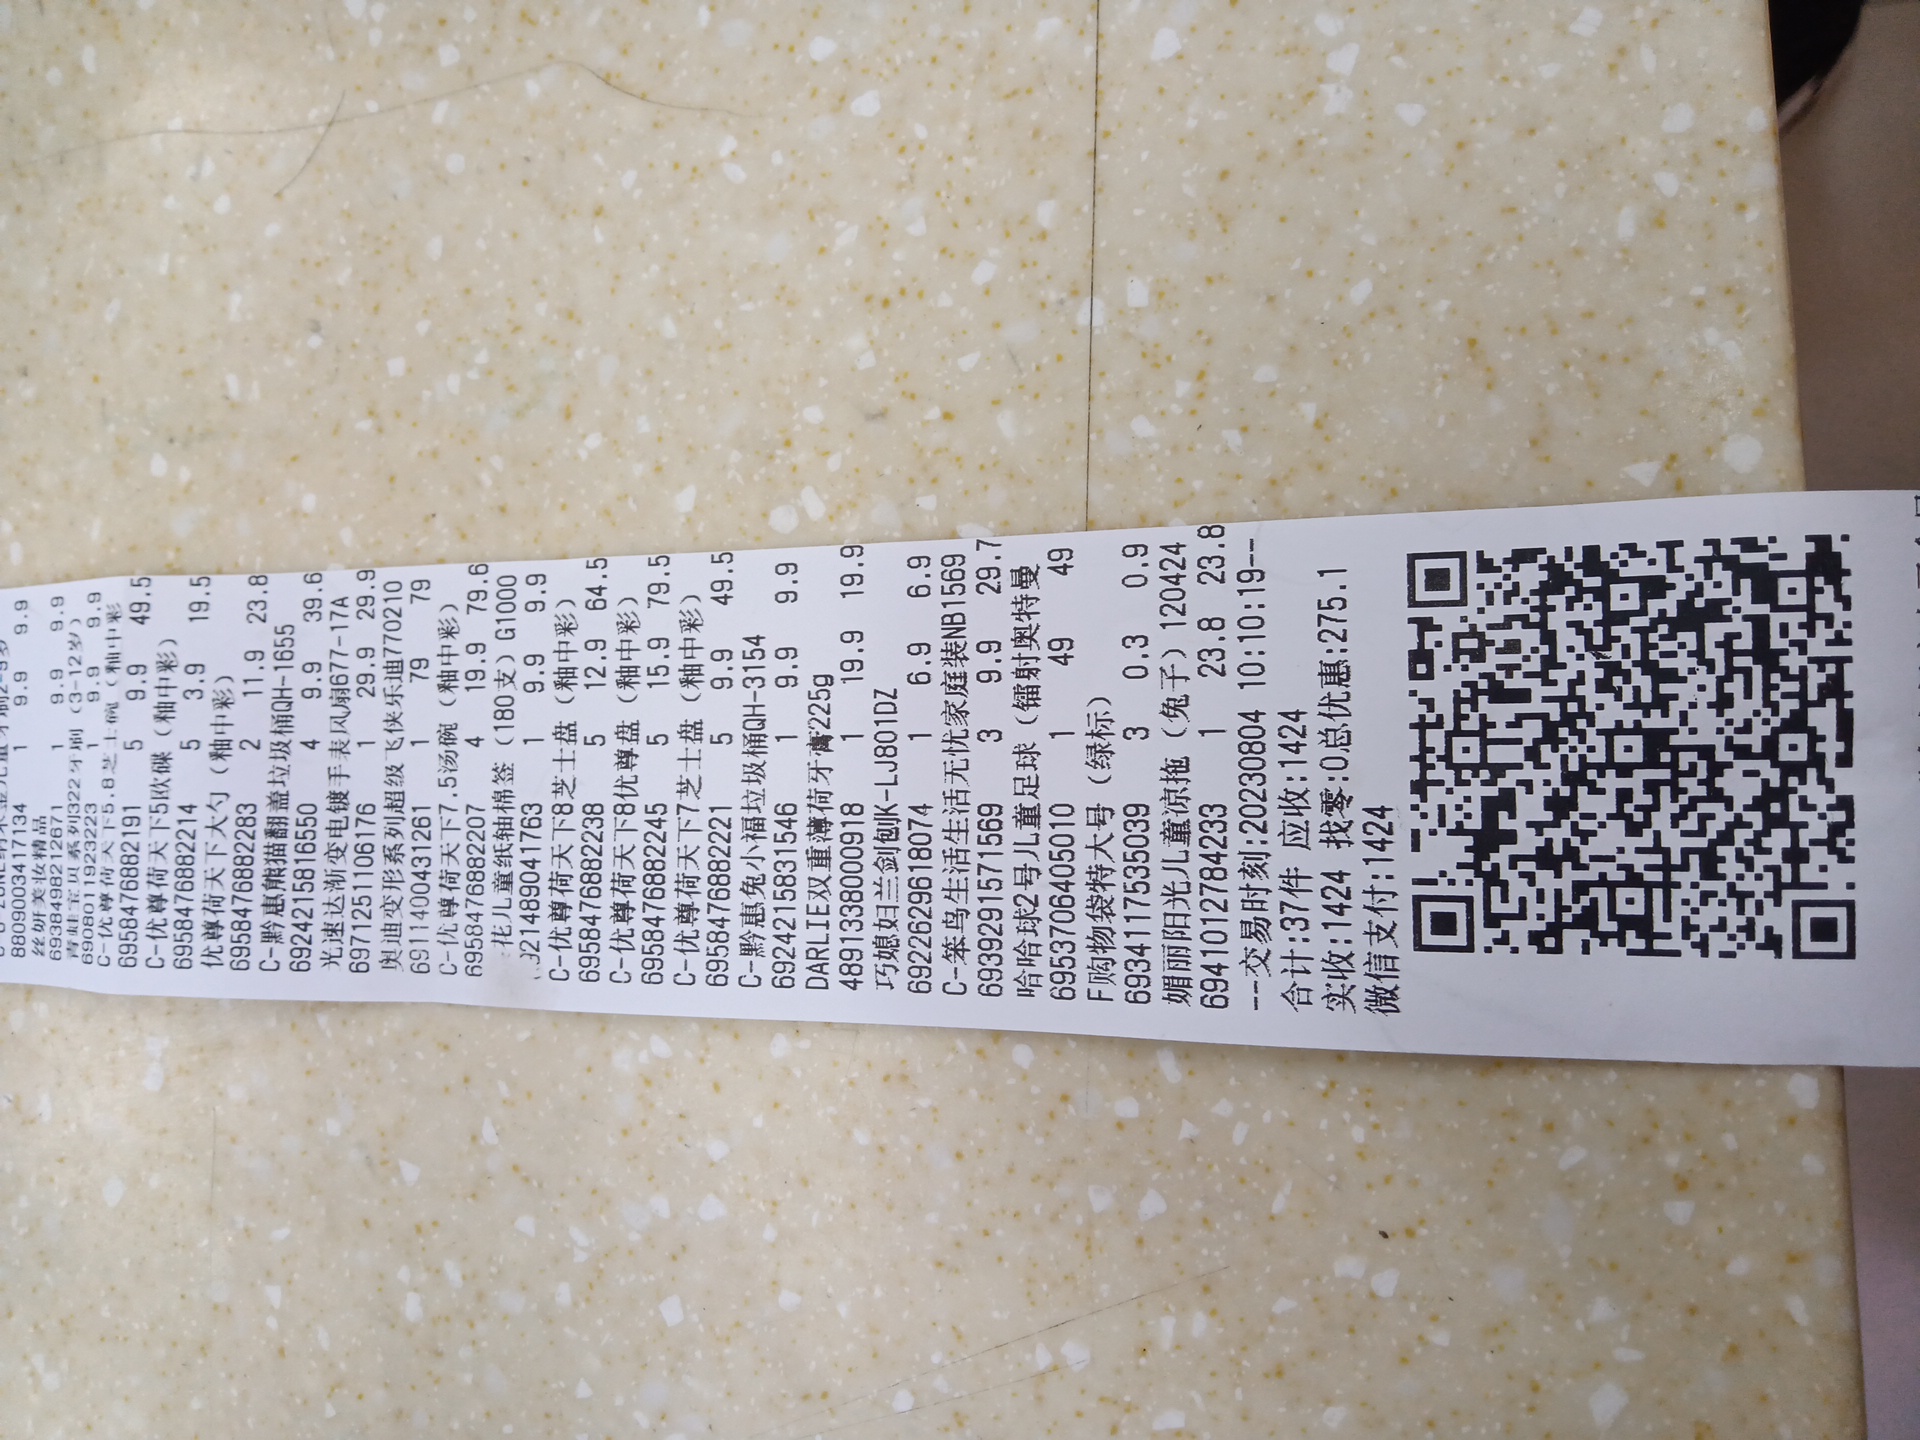 8809003417134 1 9.9 9.9
丝妍美妆精品
6938498212671 1 9.9 9.9
青蛙宝贝系列322牙刷（3-12岁）
6908011923223 1 9.9 9.9
C-优尊荷天下5.8芝士碗（釉中彩
6958476882191 5 9.9 49.5
C-优尊荷天下5欧碟（釉中彩）
6958476882214 5 3.9 19.5
优尊荷天下大勺（釉中彩）
6958476882283 2 11.9 23.8
C-黔惠熊猫翻盖垃圾桶QH-1655
6924215816550 4 9.9 39.6
光速达渐变电镀手表风扇677-17A
6971251106176 1 29.9 29.9
奥迪变形系列超级飞侠乐迪770210
6911400431261 1 79 79
C-优尊荷天下7.5汤碗（釉中彩）
6958476882207 4 19.9 79.6
花儿童纸轴棉签（180支）G1000
9214890417​63 1 9.9 9.9
C-优尊荷天下8芝士盘（釉中彩）
6958476882238 5 12.9 64.5
C-优尊荷天下8优尊盘（釉中彩）
6958476882245 5 15.9 79.5
C-优尊荷天下7芝士盘（釉中彩）
6958476882221 5 9.9 49.5
C-黔惠兔小福垃圾桶QH-3154
6924215831546 1 9.9 9.9
DARLIE双重薄荷牙膏225g
4891338000918 1 19.9 19.9
巧媳妇兰剑刨JK-LJ801DZ
6922629618074 1 6.9 6.9
C-笨鸟生活生活无忧家庭装NB1569
6939291571569 3 9.9 29.7
哈哈球2号儿童足球（镭射奥特曼
6953706405010 1 49 49
F购物袋特大号（绿标）
6934117535039 3 0.3 0.9
媚丽阳光儿童凉拖（兔子）120424
6941012784233 1 23.8 23.8
--交易时刻:20230804 10:10:19--
合计:37件 应收:1424
实收:1424 找零:0总优惠:275.1
微信支付:1424